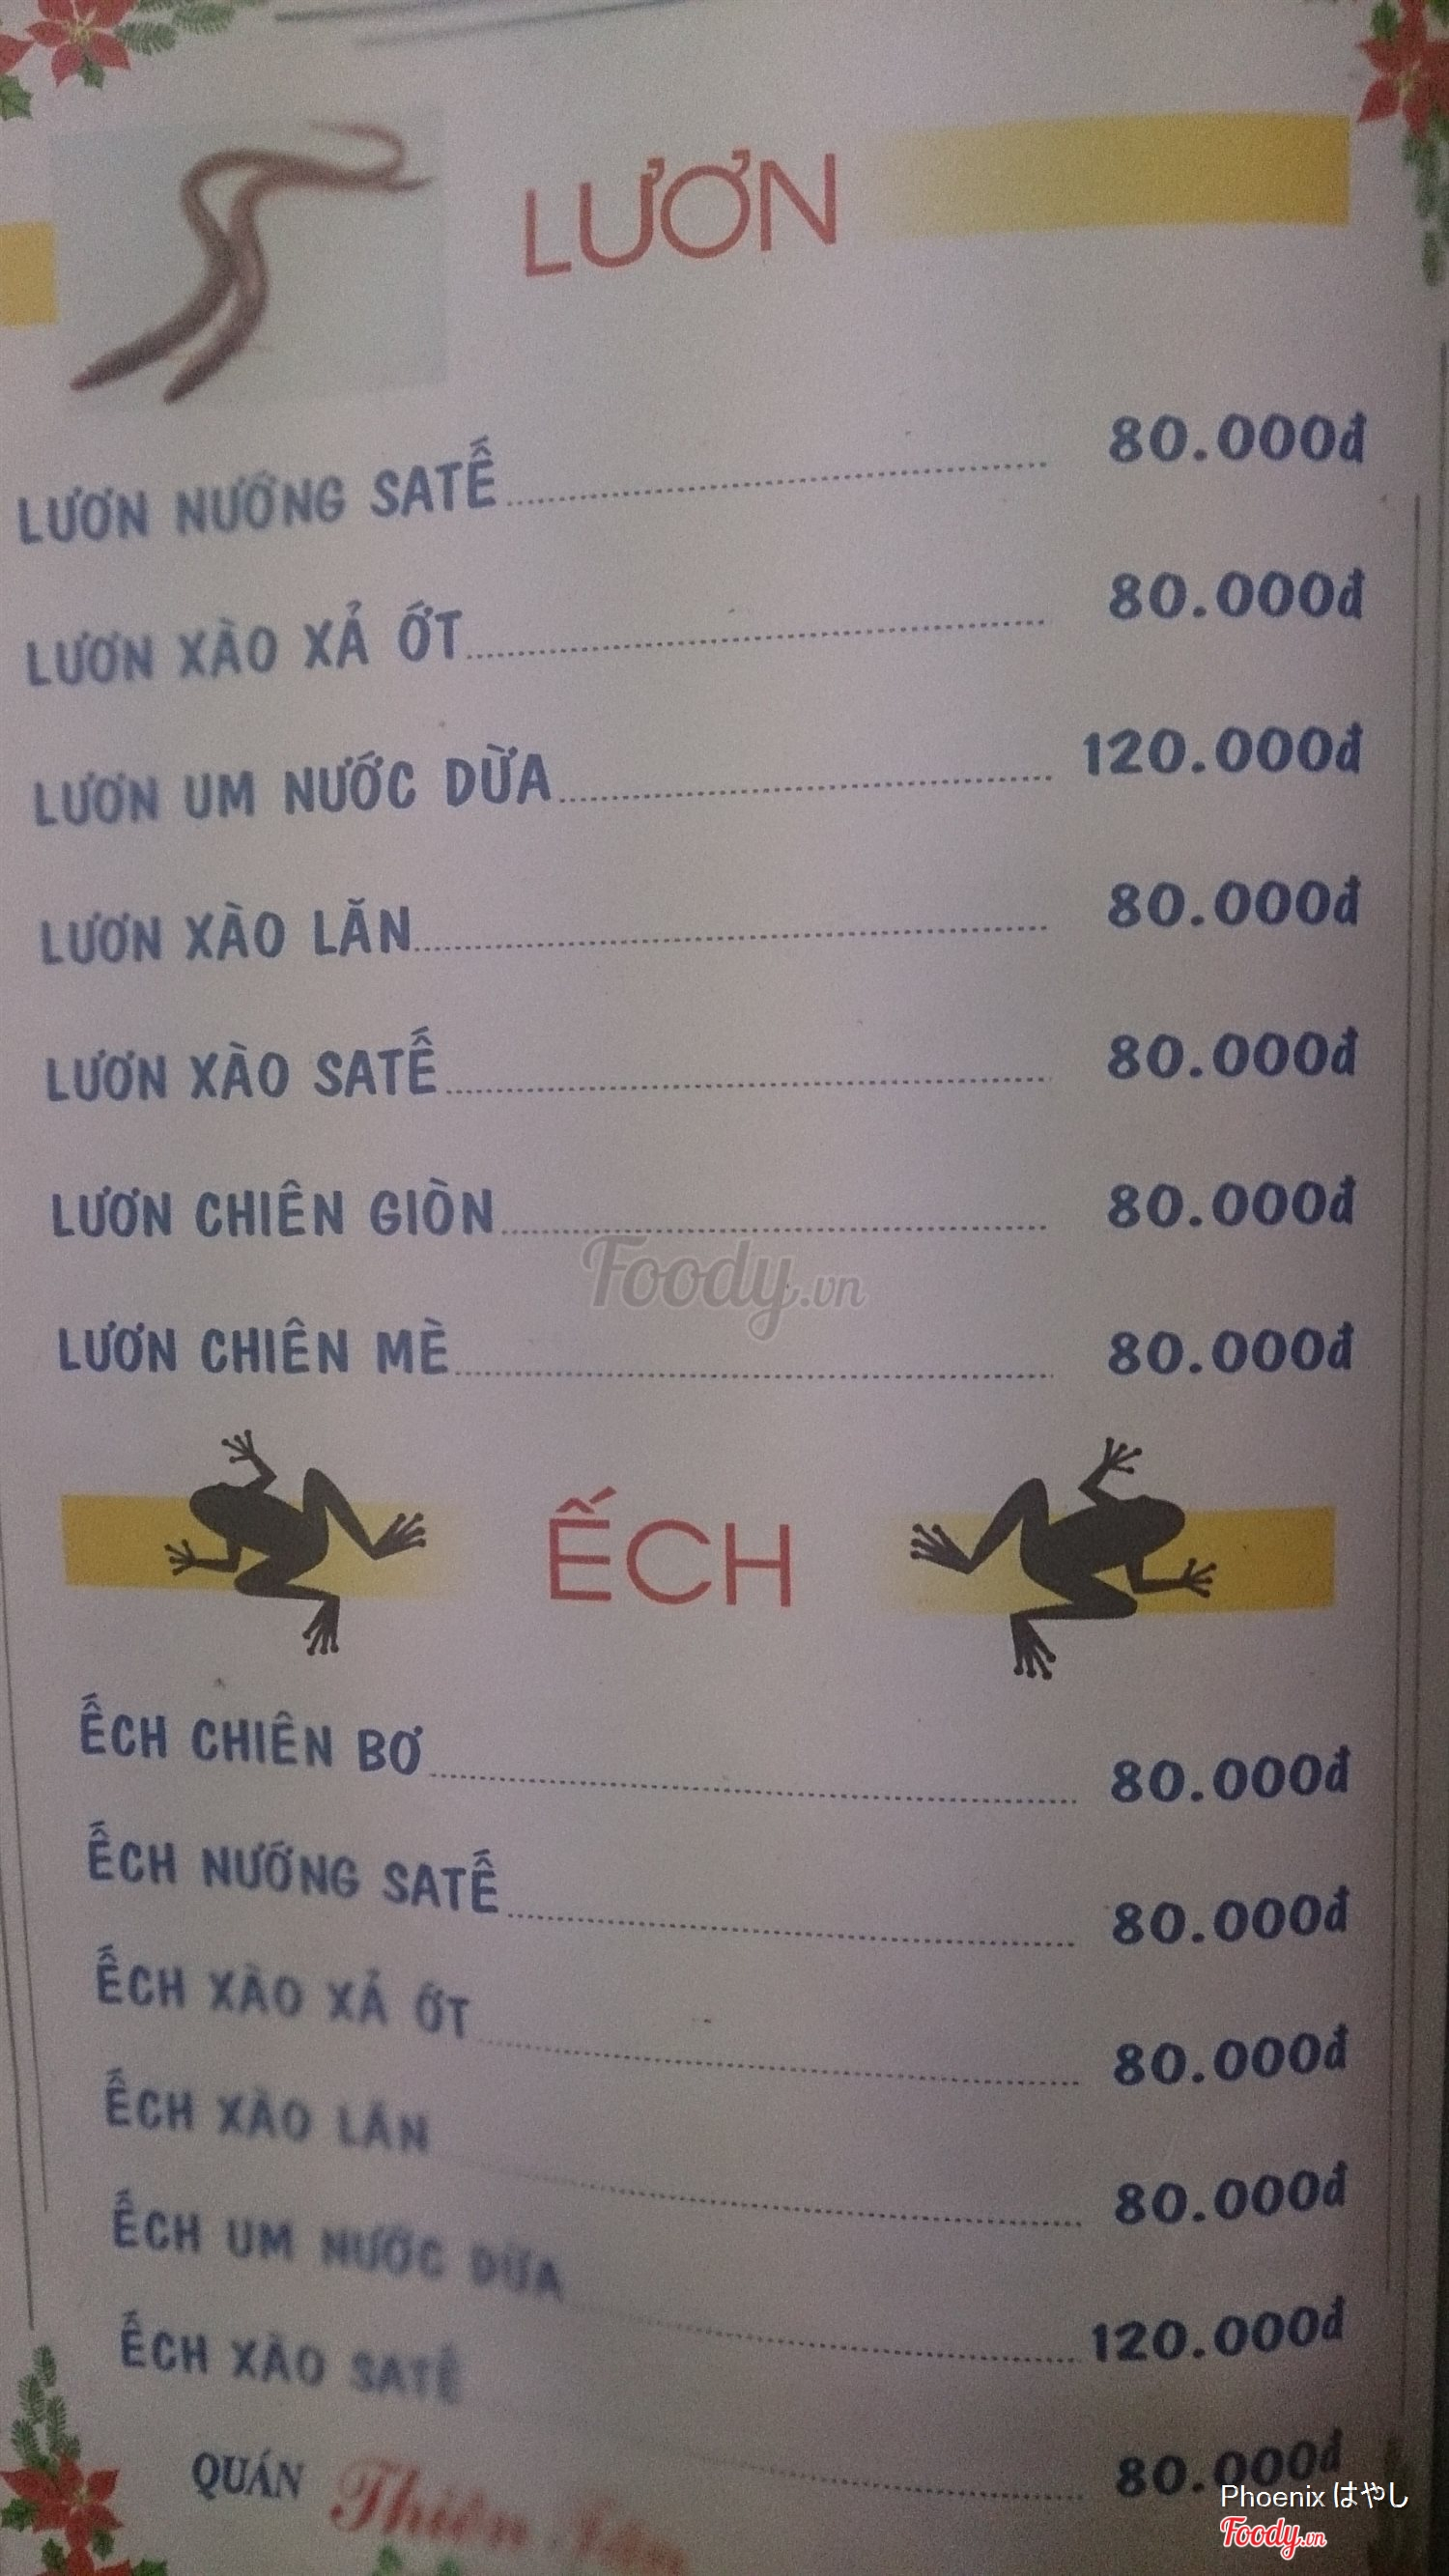 LƯƠN
LƯƠN NƯỚNG SATẾ 80.000đ
LƯƠN XÀO XẢ ỚT 80.000đ
LƯƠN UM NƯỚC DỪA 120.000đ
LƯƠN XÀO LĂN 80.000đ
LƯƠN XÀO SATẾ 80.000đ
LƯƠN CHIÊN GIÒN 80.000đ
Foody.vn
LƯƠN CHIÊN MÈ 80.000đ
ẾCH
ẾCH CHIÊN BƠ 80.000đ
ẾCH NƯỚNG SATẾ 80.000đ
ẾCH XÀO XẢ ỚT 80.000đ
ẾCH XÀO LĂN 80.000đ
ẾCH UM NƯỚC DỪA 120.000đ
ẾCH XÀO SATẾ 80.000đ
QUÁN Thiên
Phoenix はやし
Foody.vn